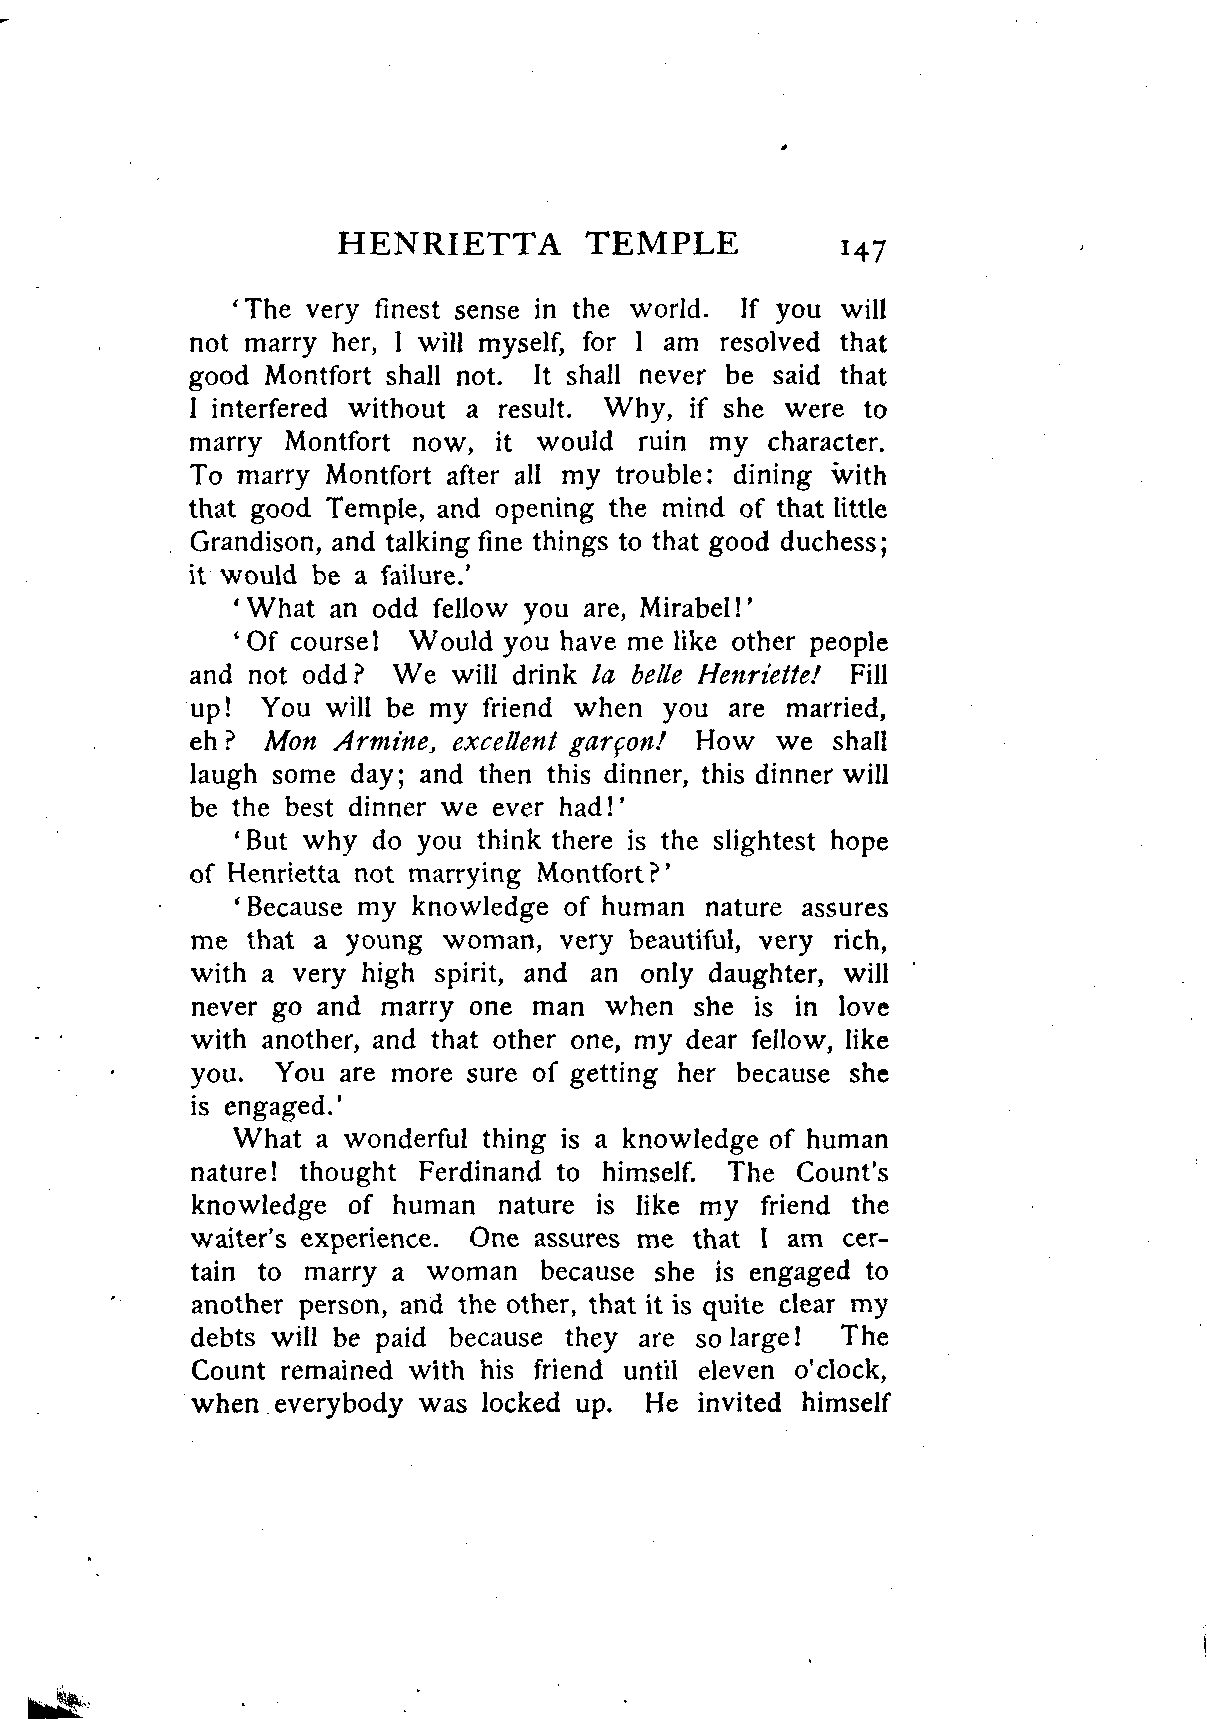 HENRIETTA TEMPLE 147
'The very finest sense in the world. If you will
not marry her, I will myself, for I am resolved that
good Montfort shall not. It shall never be said that
I interfered without a result. Why, if she were to
marry Montfort now, it would ruin my character.
To marry Montfort after all my trouble: dining with
that good Temple, and opening the mind of that little
Grandison, and talking fine things to that good duchess;
it would be a failure.'
'What an odd fellow you are, Mirabel!'
'Of course! Would you have me like other people
and not odd? We will drink la belle Henriette! Fill
up! You will be my friend when you are married,
eh? Mon Armine, excellent garçon! How we shall
laugh some day; and then this dinner, this dinner will
be the best dinner we ever had!'
'But why do you think there is the slightest hope
of Henrietta not marrying Montfort?'
'Because my knowledge of human nature assures
me that a young woman, very beautiful, very rich,
with a very high spirit, and an only daughter, will
never go and marry one man when she is in love
with another, and that other one, my dear fellow, like
you. You are more sure of getting her because she
is engaged.'
What a wonderful thing is a knowledge of human
nature! thought Ferdinand to himself. The Count's
knowledge of human nature is like my friend the
waiter's experience. One assures me that I am cer-
tain to marry a woman because she is engaged to
another person, and the other, that it is quite clear my
debts will be paid because they are so large! The
Count remained with his friend until eleven o'clock,
when everybody was locked up. He invited himself